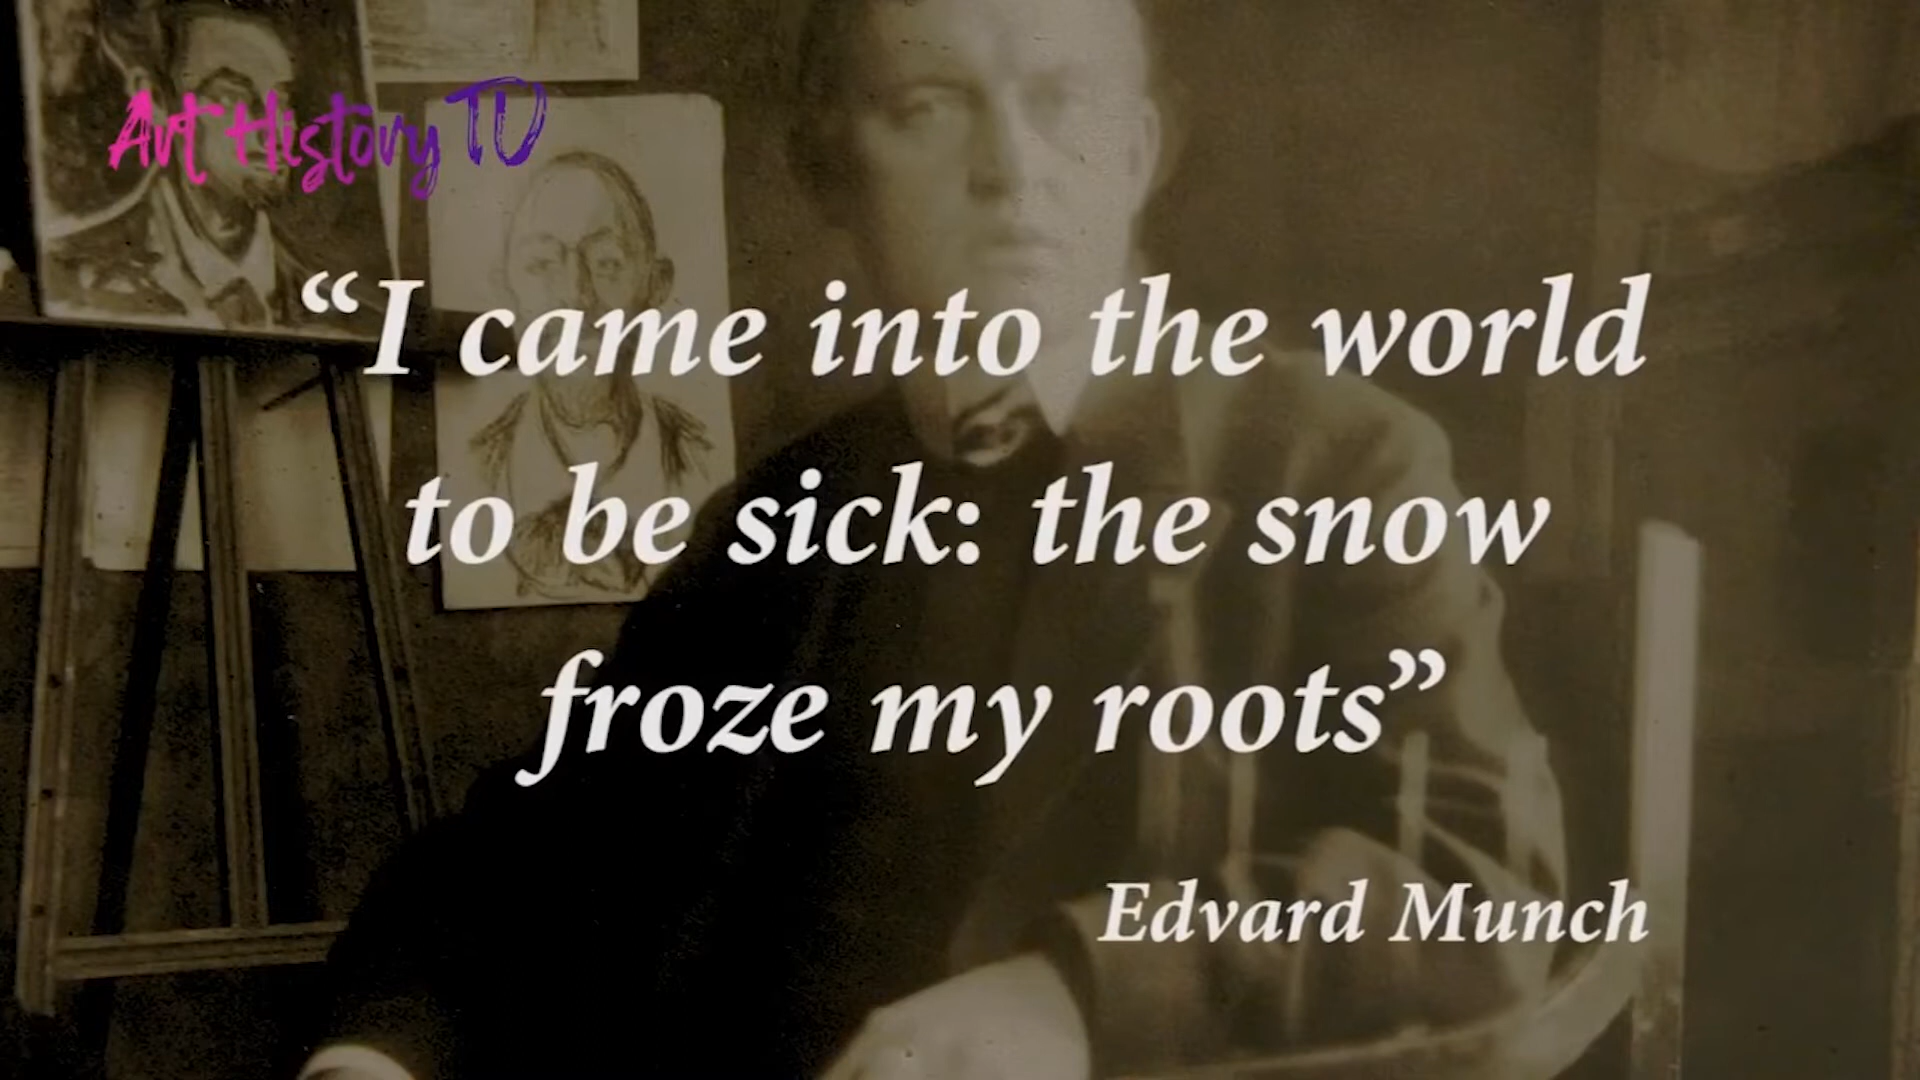 Art History TV
“I came into the world
to be sick: the snow
froze my roots”
Edvard Munch